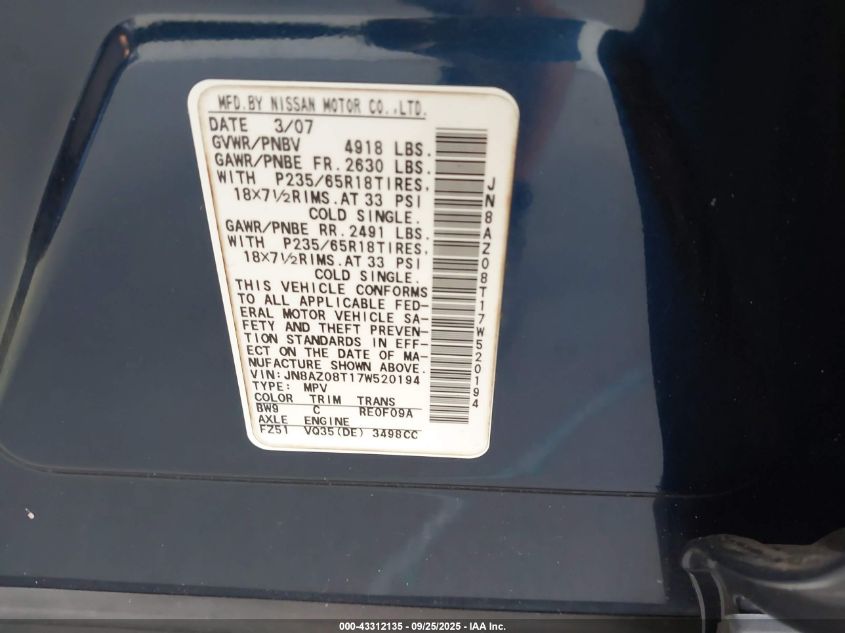 MFD.BY NISSAN MOTOR CO.,LTD.
DATE 3/07
GVWR/PNBV 4918 LBS.
GAWR/PNBE FR. 2630 LBS.
WITH P235/65R18TIRES,
18X7½RIMS.AT 33 PSI
COLD SINGLE.
GAWR/PNBE RR. 2491 LBS.
WITH P235/65R18TIRES,
18X7½RIMS.AT 33 PSI
COLD SINGLE.
THIS VEHICLE CONFORMS
TO ALL APPLICABLE FED-
ERAL MOTOR VEHICLE SA-
FETY AND THEFT PREVEN-
TION STANDARDS IN EFF-
ECT ON THE DATE OF MA-
NUFACTURE SHOWN ABOVE.
VIN:JN8AZ08T17W520194
TYPE: MPV
COLOR TRIM TRANS
BW9 C RE0F09A
AXLE ENGINE
FZ51 VQ35(DE) 3498CC
JN8AZ08T17W520194
000-43312135 - 09/25/2025 - IAA Inc.